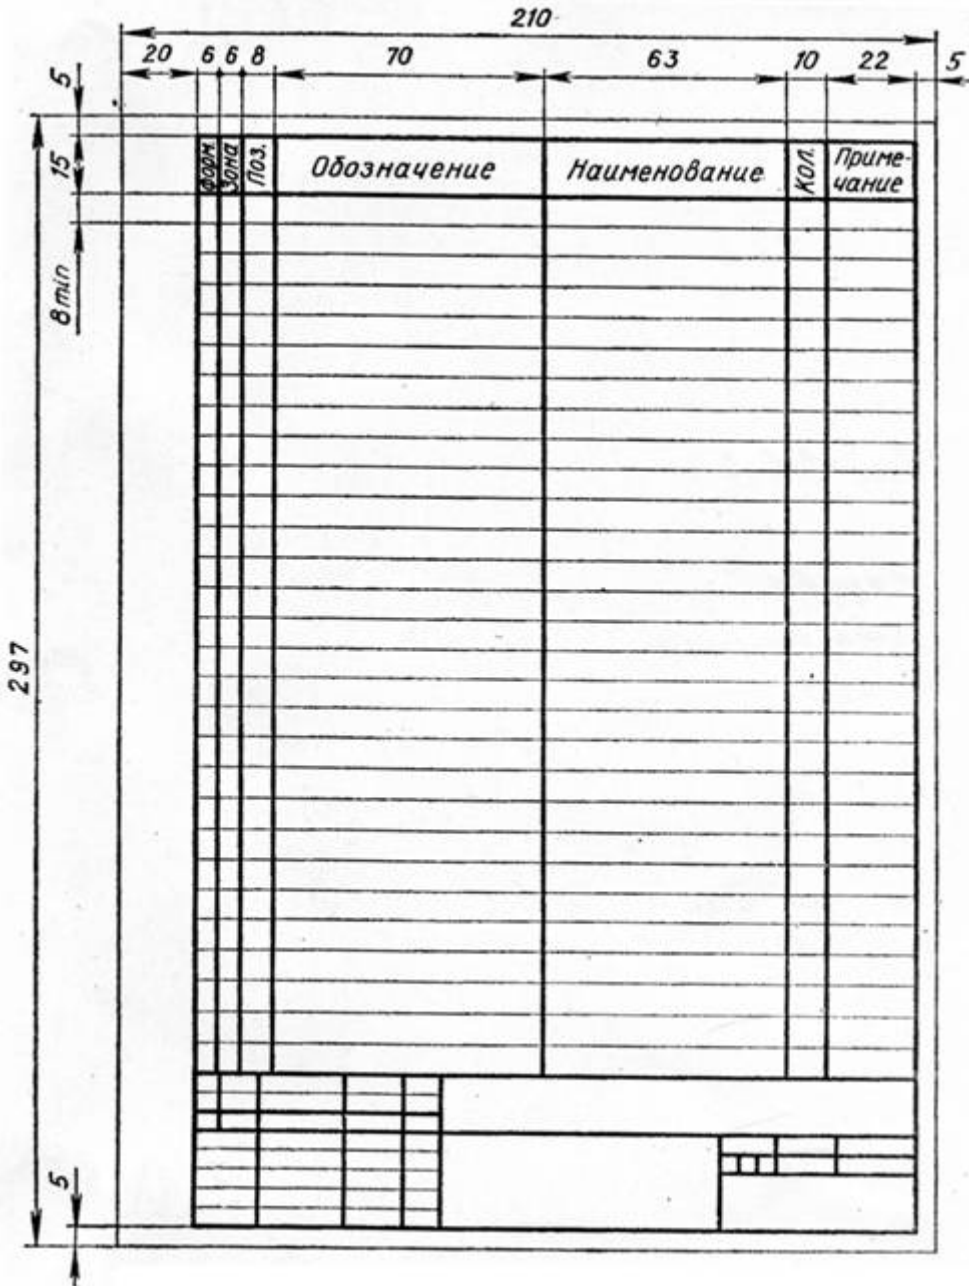 210
20 6 6 8 70 63 10 22 5
5
15
Форм.
Зона
Поз.
Обозначение
Наименование
Кол.
Приме-
чание
8 min
297
5